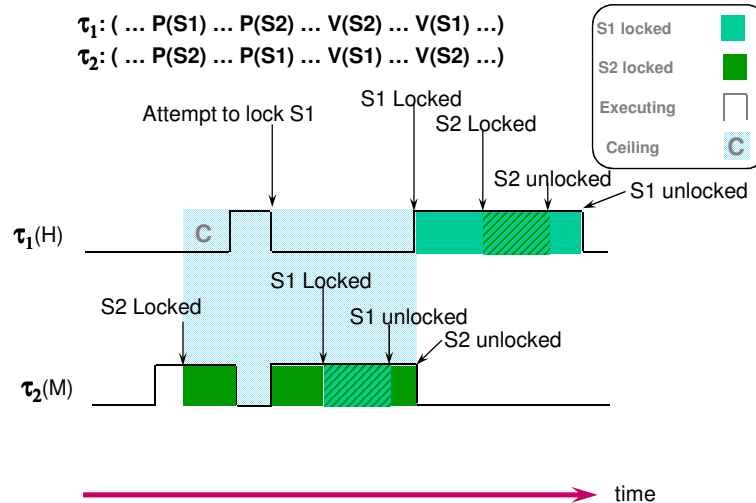 τ1: ( … P(S1) … P(S2) … V(S2) … V(S1) …)
τ2: ( … P(S2) … P(S1) … V(S1) … V(S2) …)
S1 locked
S2 locked
Executing
Ceiling
C
S1 Locked
Attempt to lock S1
S2 Locked
S2 unlocked
S1 unlocked
τ1(H)
C
S2 Locked
S1 Locked
S1 unlocked
S2 unlocked
τ2(M)
time